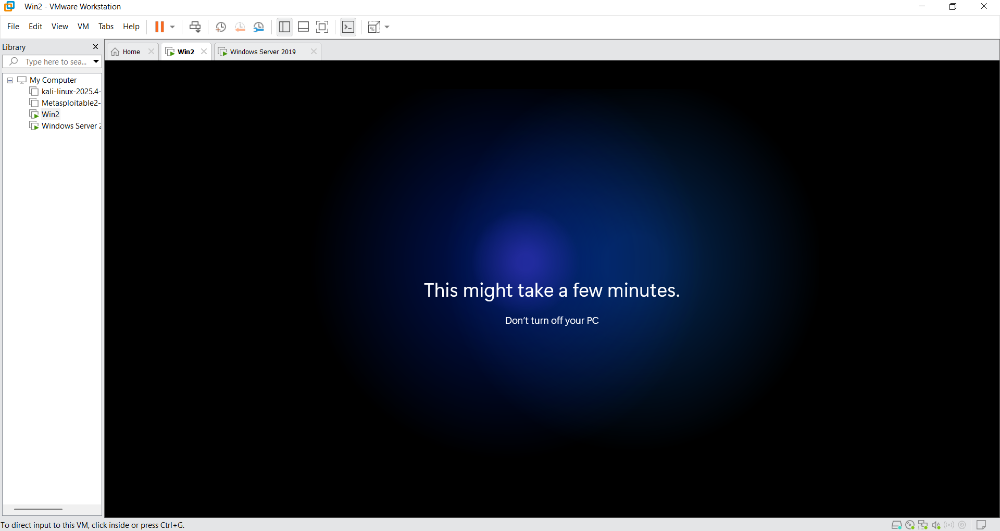 Win2 - VMware Workstation
File Edit View VM Tabs Help
Library
Type here to sea...
Home
Win2
Windows Server 2019
My Computer
kali-linux-2025.4-
Metasploitable2-
Win2
Windows Server 2
This might take a few minutes.
Don't turn off your PC
To direct input to this VM, click inside or press Ctrl+G.